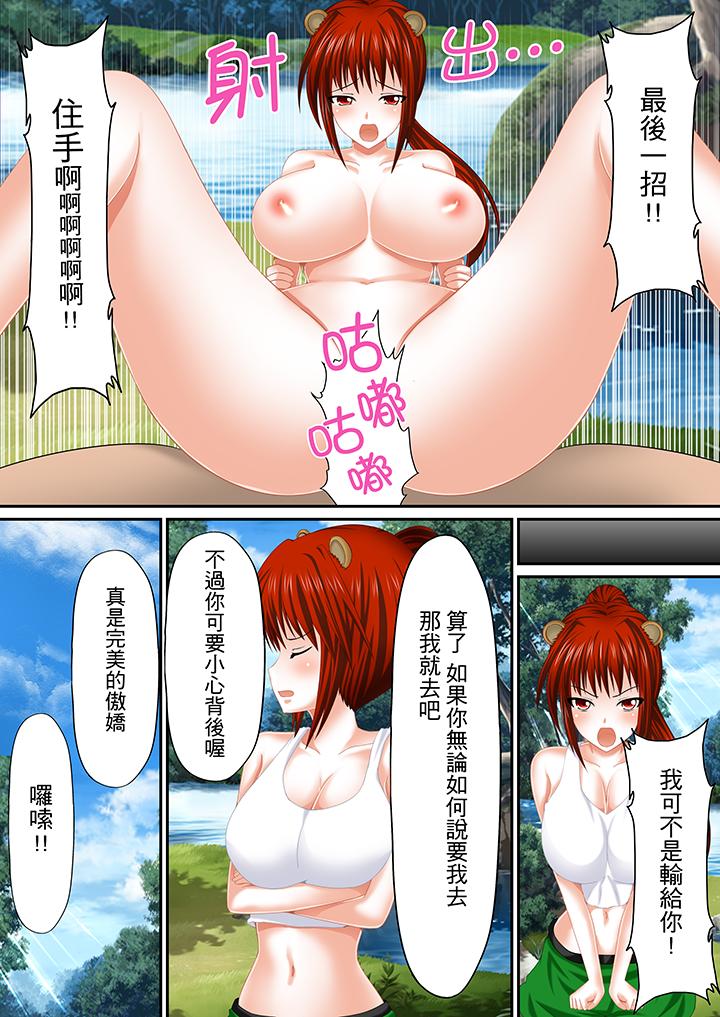 最後一招!!
射出…
住手啊啊啊啊啊啊!!
咕嘟
咕嘟
我可不是輸給你！
算了 如果你無論如何說要我去
那我就去吧
不過你可要小心背後喔
真是完美的傲嬌
囉嗦!!